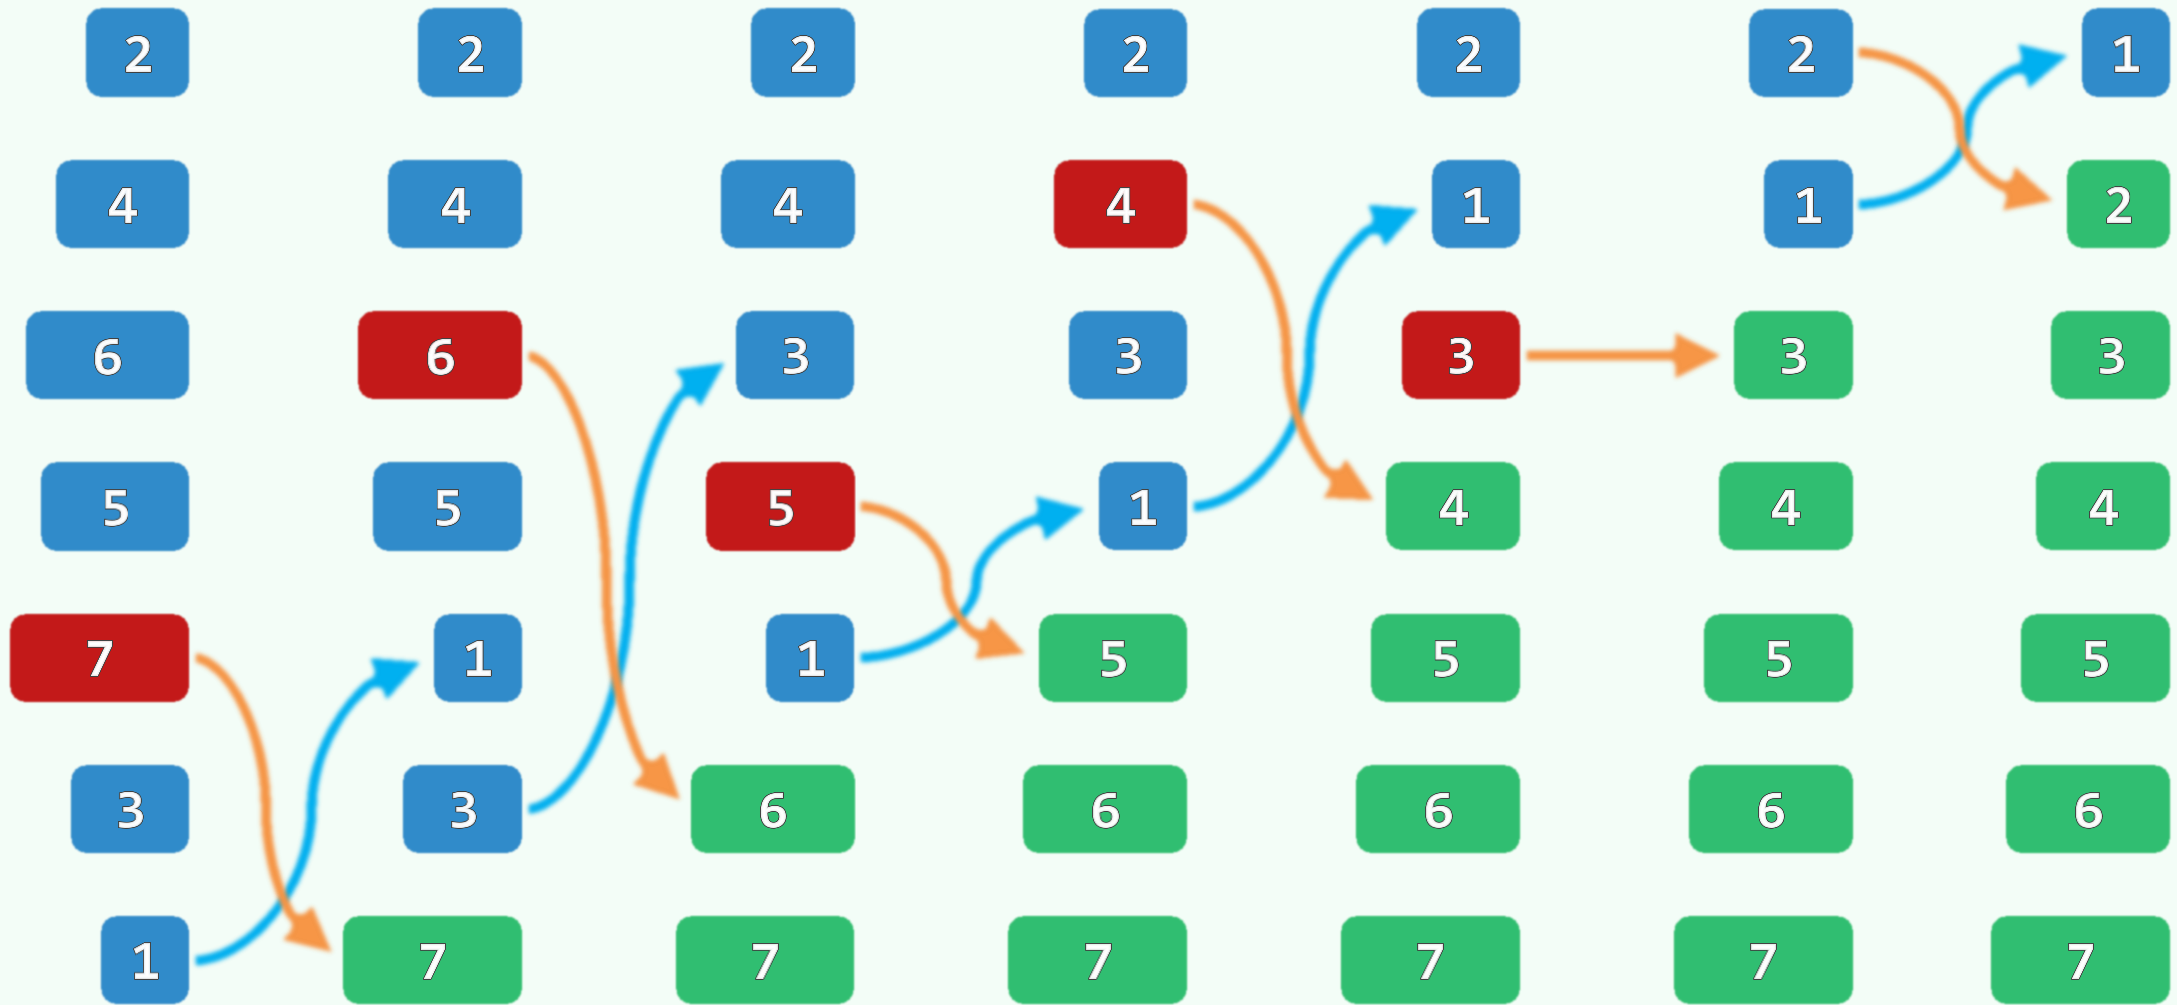 2 2 2 2 2 2 1
4 4 4 4 1 1 2
6 6 3 3 3 3 3
5 5 5 1 4 4 4
7 1 1 5 5 5 5
3 3 6 6 6 6 6
1 7 7 7 7 7 7